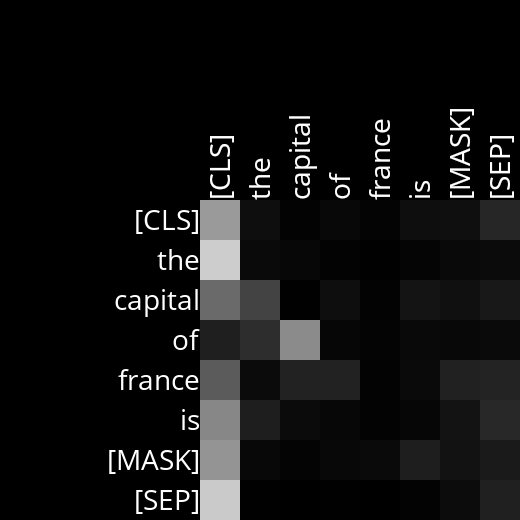 [CLS]
the
capital
of
france
is
[MASK]
[SEP]
[CLS]
the
capital
of
france
is
[MASK]
[SEP]